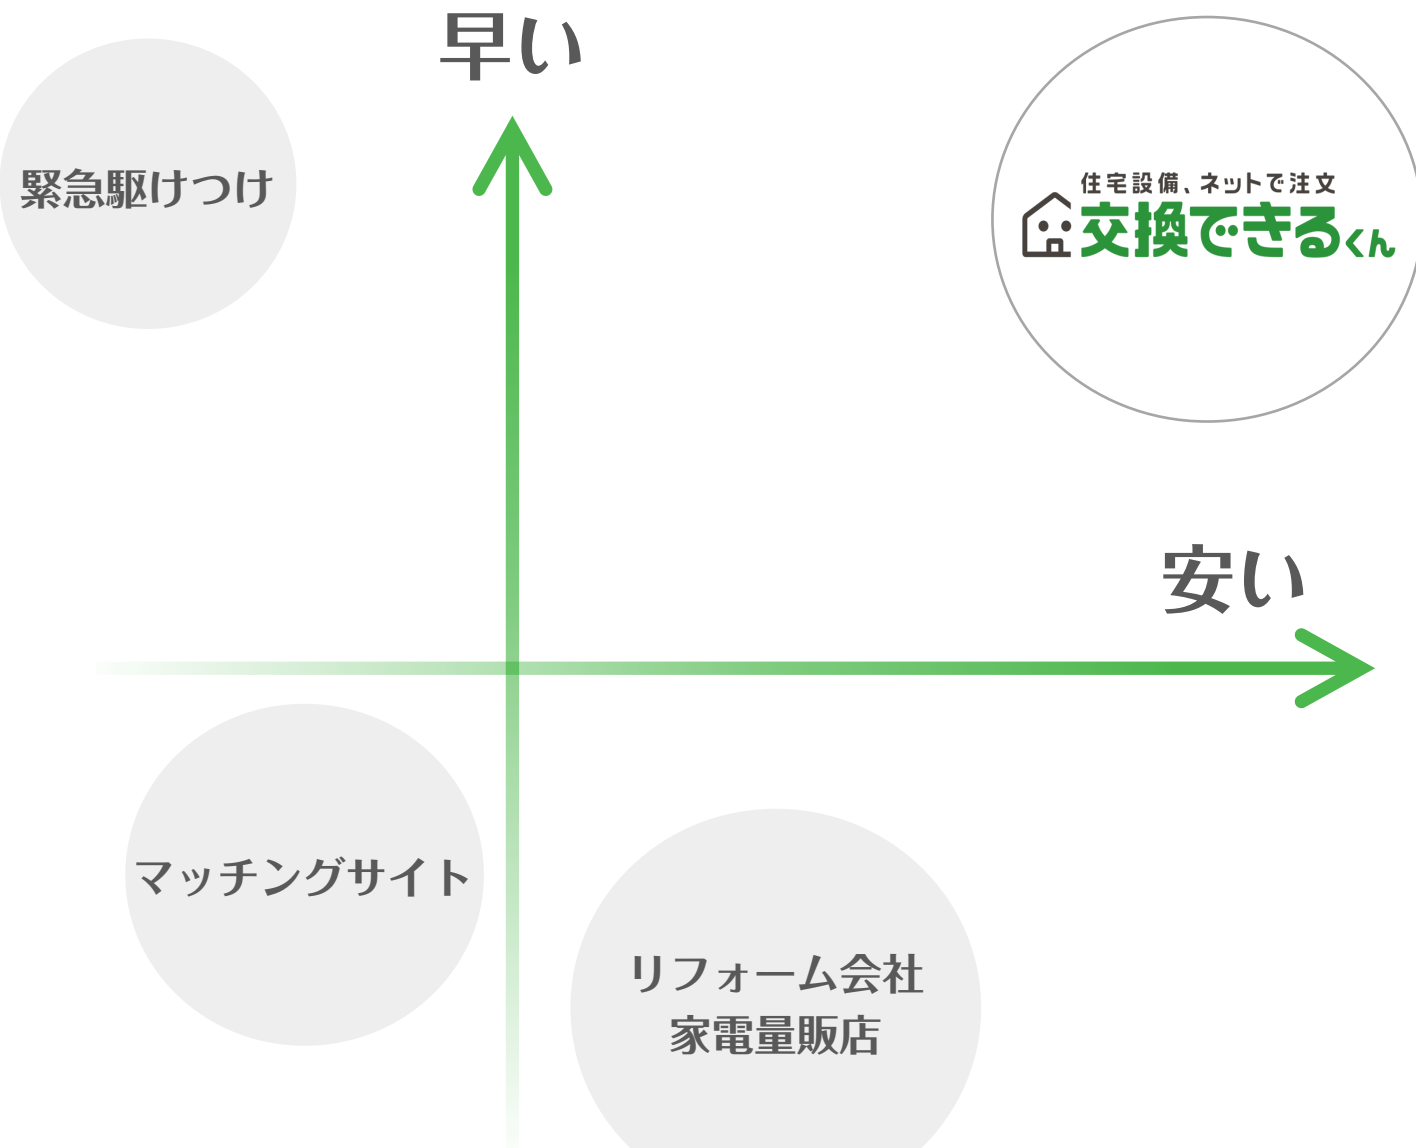 早い
緊急駆けつけ
住宅設備、ネットで注文
交換できるくん
安い
マッチングサイト
リフォーム会社
家電量販店